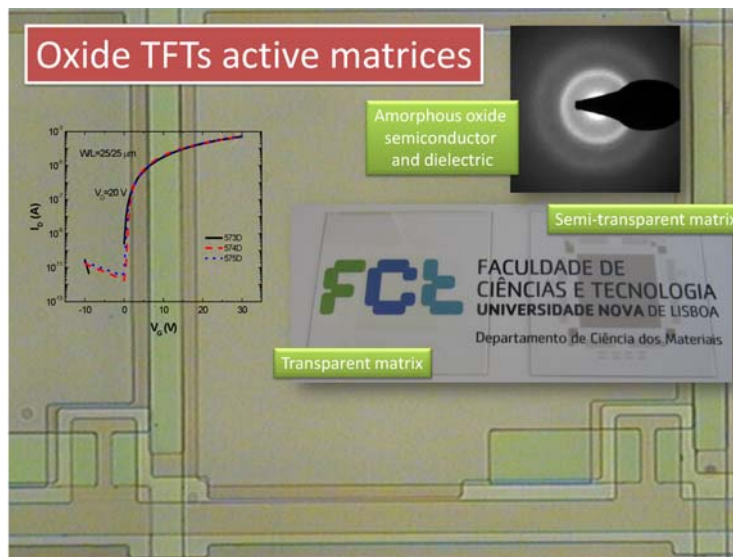 Oxide TFTs active matrices
Amorphous oxide
semiconductor
and dielectric
W/L=25/25 µm
V_D=20 V
573D
574D
575D
I_D (A)
-10 0 10 20 30
V_G (V)
Semi-transparent matrix
FCt
FACULDADE DE
CIÊNCIAS E TECNOLOGIA
UNIVERSIDADE NOVA DE LISBOA
Departamento de Ciência dos Materiais
Transparent matrix